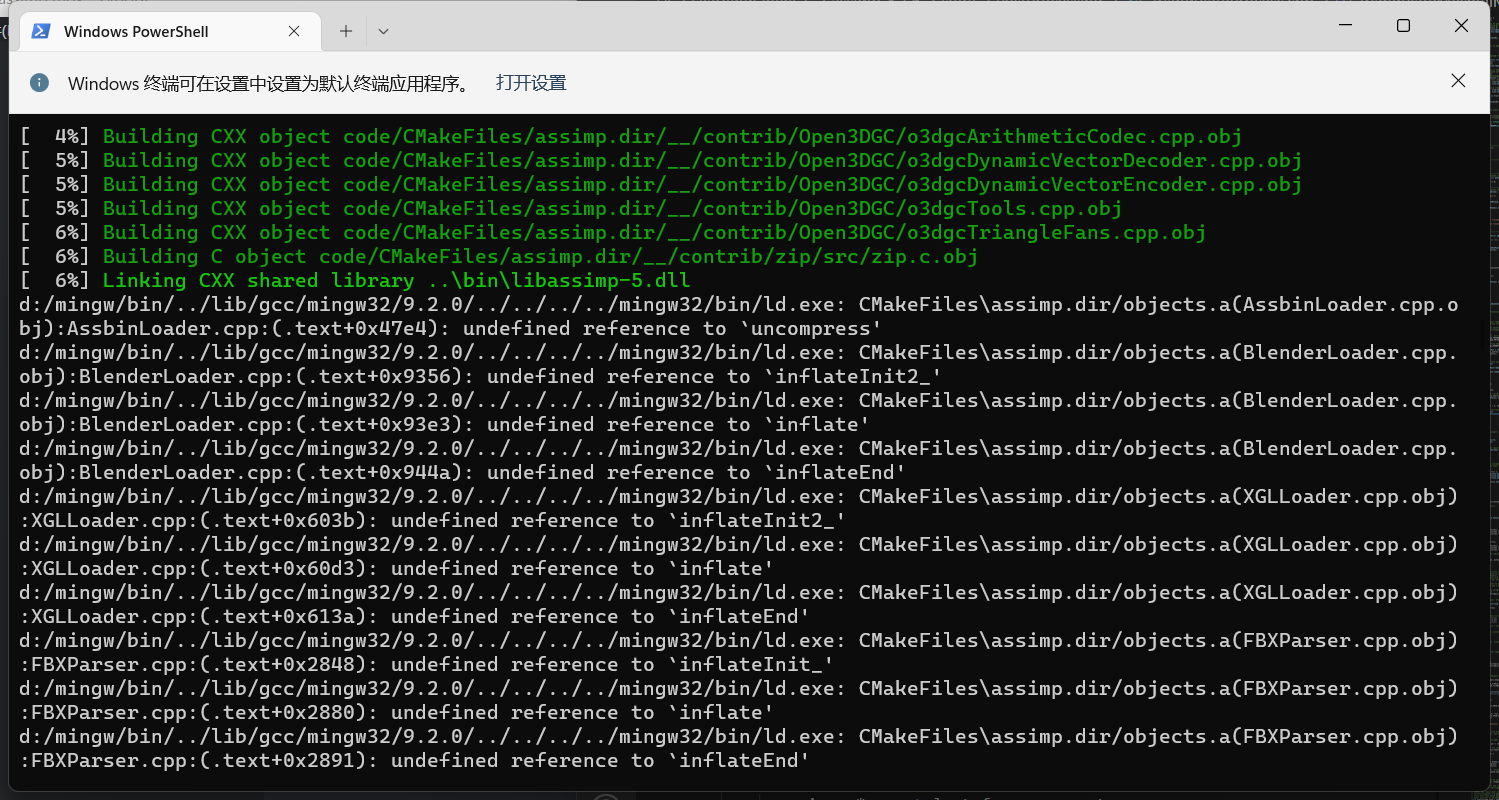 Windows PowerShell
Windows 终端可在设置中设置为默认终端应用程序。 打开设置
[  4%] Building CXX object code/CMakeFiles/assimp.dir/__/contrib/Open3DGC/o3dgcArithmeticCodec.cpp.obj
[  5%] Building CXX object code/CMakeFiles/assimp.dir/__/contrib/Open3DGC/o3dgcDynamicVectorDecoder.cpp.obj
[  5%] Building CXX object code/CMakeFiles/assimp.dir/__/contrib/Open3DGC/o3dgcDynamicVectorEncoder.cpp.obj
[  5%] Building CXX object code/CMakeFiles/assimp.dir/__/contrib/Open3DGC/o3dgcTools.cpp.obj
[  6%] Building CXX object code/CMakeFiles/assimp.dir/__/contrib/Open3DGC/o3dgcTriangleFans.cpp.obj
[  6%] Building C object code/CMakeFiles/assimp.dir/__/contrib/zip/src/zip.c.obj
[  6%] Linking CXX shared library ..\bin\libassimp-5.dll
d:/mingw/bin/../lib/gcc/mingw32/9.2.0/../../../../mingw32/bin/ld.exe: CMakeFiles\assimp.dir/objects.a(AssbinLoader.cpp.o
bj):AssbinLoader.cpp:(.text+0x47e4): undefined reference to `uncompress'
d:/mingw/bin/../lib/gcc/mingw32/9.2.0/../../../../mingw32/bin/ld.exe: CMakeFiles\assimp.dir/objects.a(BlenderLoader.cpp.
obj):BlenderLoader.cpp:(.text+0x9356): undefined reference to `inflateInit2_'
d:/mingw/bin/../lib/gcc/mingw32/9.2.0/../../../../mingw32/bin/ld.exe: CMakeFiles\assimp.dir/objects.a(BlenderLoader.cpp.
obj):BlenderLoader.cpp:(.text+0x93e3): undefined reference to `inflate'
d:/mingw/bin/../lib/gcc/mingw32/9.2.0/../../../../mingw32/bin/ld.exe: CMakeFiles\assimp.dir/objects.a(BlenderLoader.cpp.
obj):BlenderLoader.cpp:(.text+0x944a): undefined reference to `inflateEnd'
d:/mingw/bin/../lib/gcc/mingw32/9.2.0/../../../../mingw32/bin/ld.exe: CMakeFiles\assimp.dir/objects.a(XGLLoader.cpp.obj)
:XGLLoader.cpp:(.text+0x603b): undefined reference to `inflateInit2_'
d:/mingw/bin/../lib/gcc/mingw32/9.2.0/../../../../mingw32/bin/ld.exe: CMakeFiles\assimp.dir/objects.a(XGLLoader.cpp.obj)
:XGLLoader.cpp:(.text+0x60d3): undefined reference to `inflate'
d:/mingw/bin/../lib/gcc/mingw32/9.2.0/../../../../mingw32/bin/ld.exe: CMakeFiles\assimp.dir/objects.a(XGLLoader.cpp.obj)
:XGLLoader.cpp:(.text+0x613a): undefined reference to `inflateEnd'
d:/mingw/bin/../lib/gcc/mingw32/9.2.0/../../../../mingw32/bin/ld.exe: CMakeFiles\assimp.dir/objects.a(FBXParser.cpp.obj)
:FBXParser.cpp:(.text+0x2848): undefined reference to `inflateInit_'
d:/mingw/bin/../lib/gcc/mingw32/9.2.0/../../../../mingw32/bin/ld.exe: CMakeFiles\assimp.dir/objects.a(FBXParser.cpp.obj)
:FBXParser.cpp:(.text+0x2880): undefined reference to `inflate'
d:/mingw/bin/../lib/gcc/mingw32/9.2.0/../../../../mingw32/bin/ld.exe: CMakeFiles\assimp.dir/objects.a(FBXParser.cpp.obj)
:FBXParser.cpp:(.text+0x2891): undefined reference to `inflateEnd'